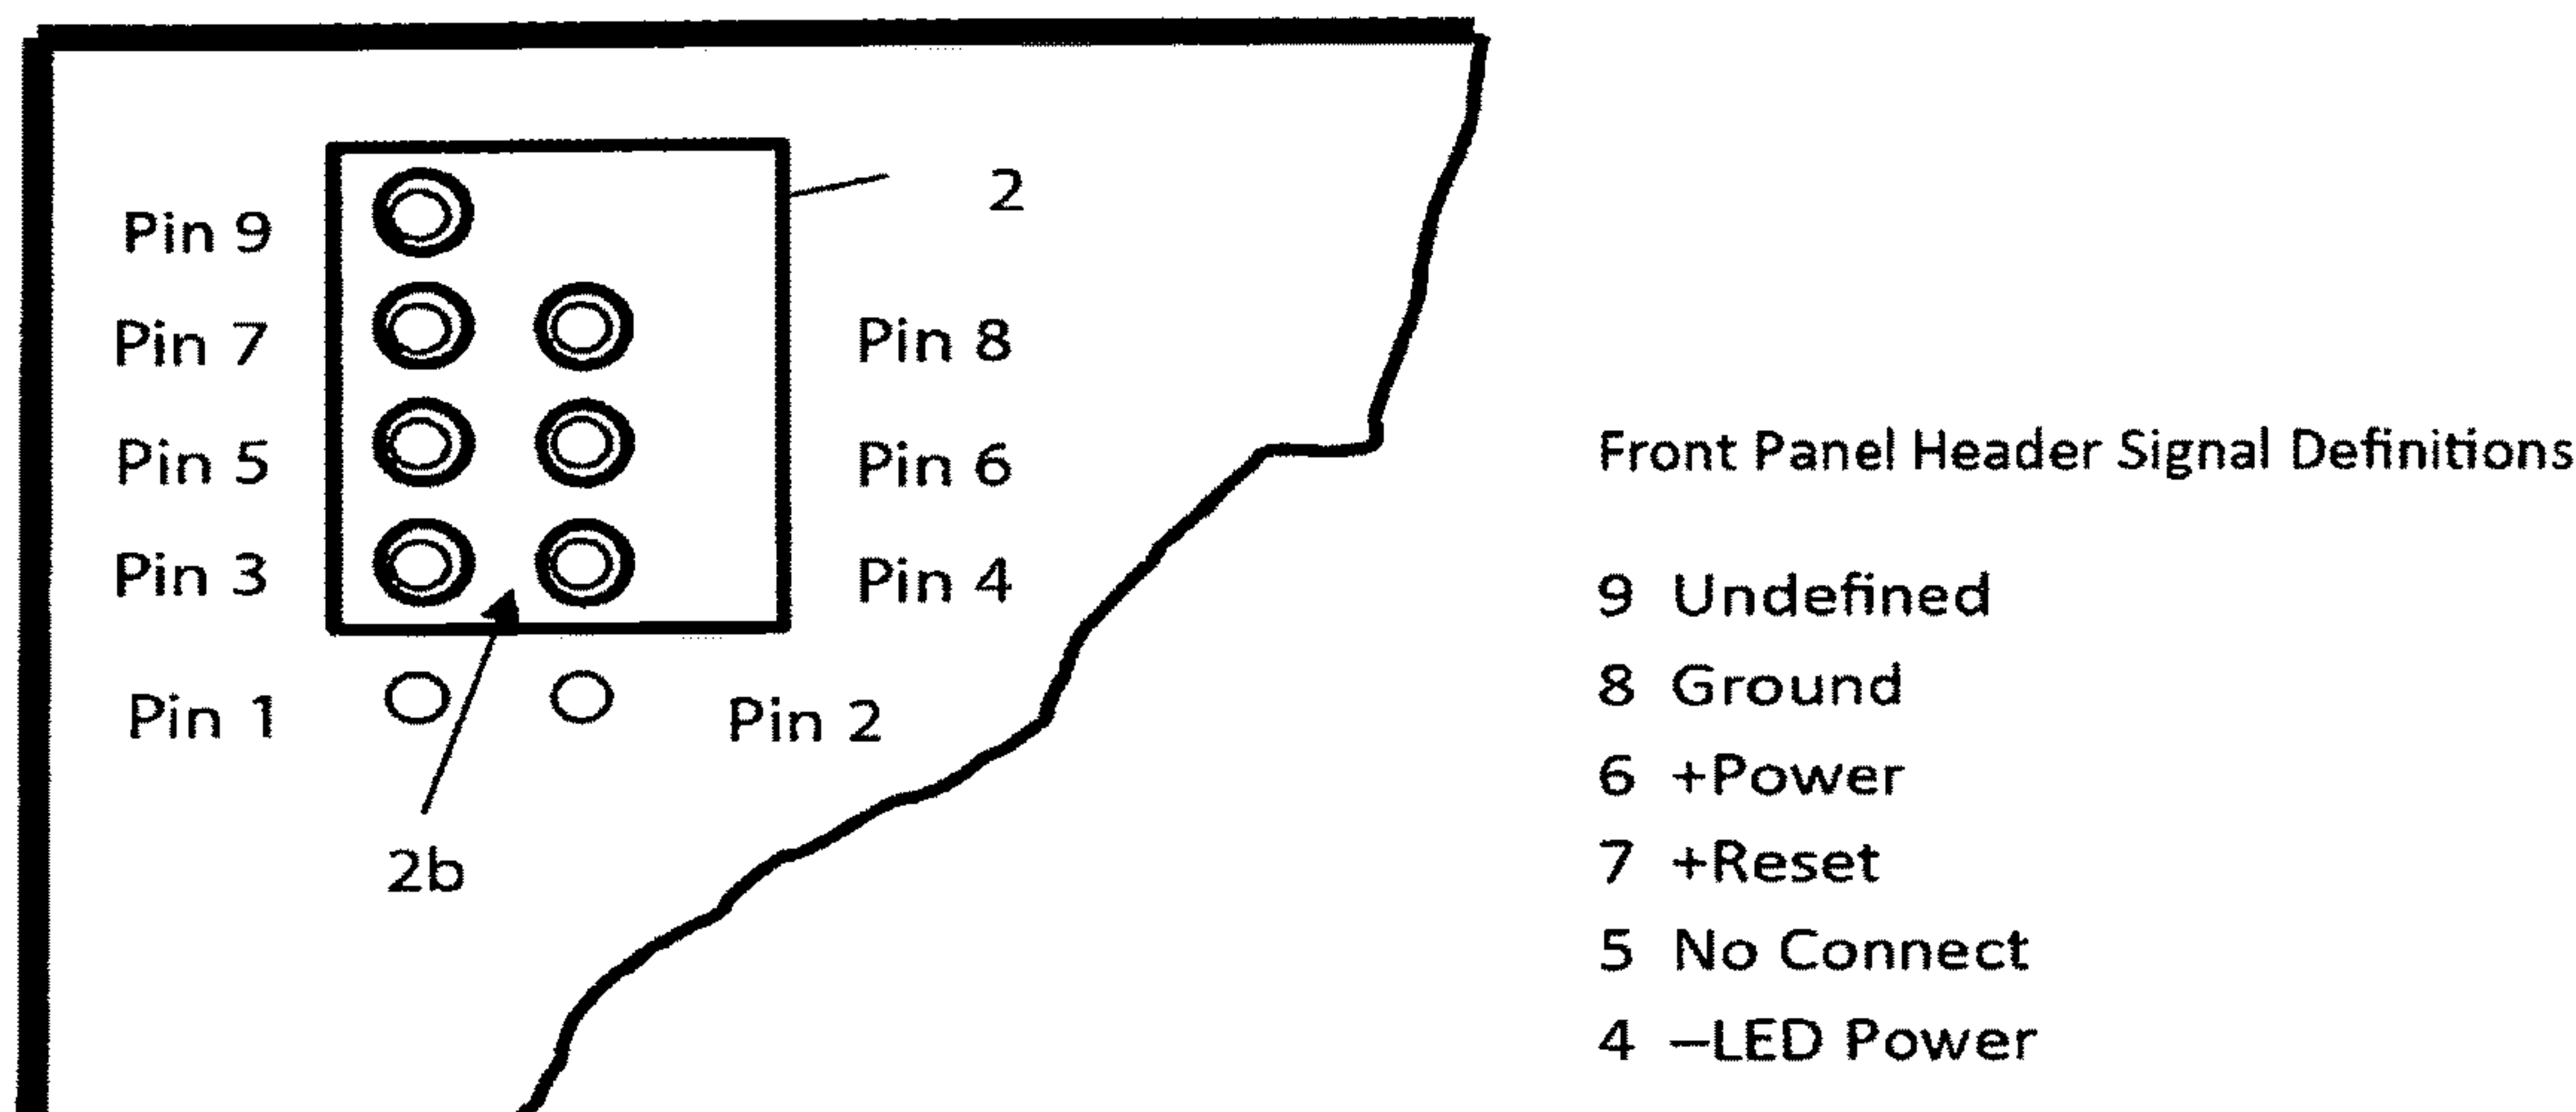 2
Pin 9
Pin 7 Pin 8
Pin 5 Pin 6
Pin 3 Pin 4
Pin 1 Pin 2
2b
Front Panel Header Signal Definitions
9 Undefined
8 Ground
6 +Power
7 +Reset
5 No Connect
4 –LED Power